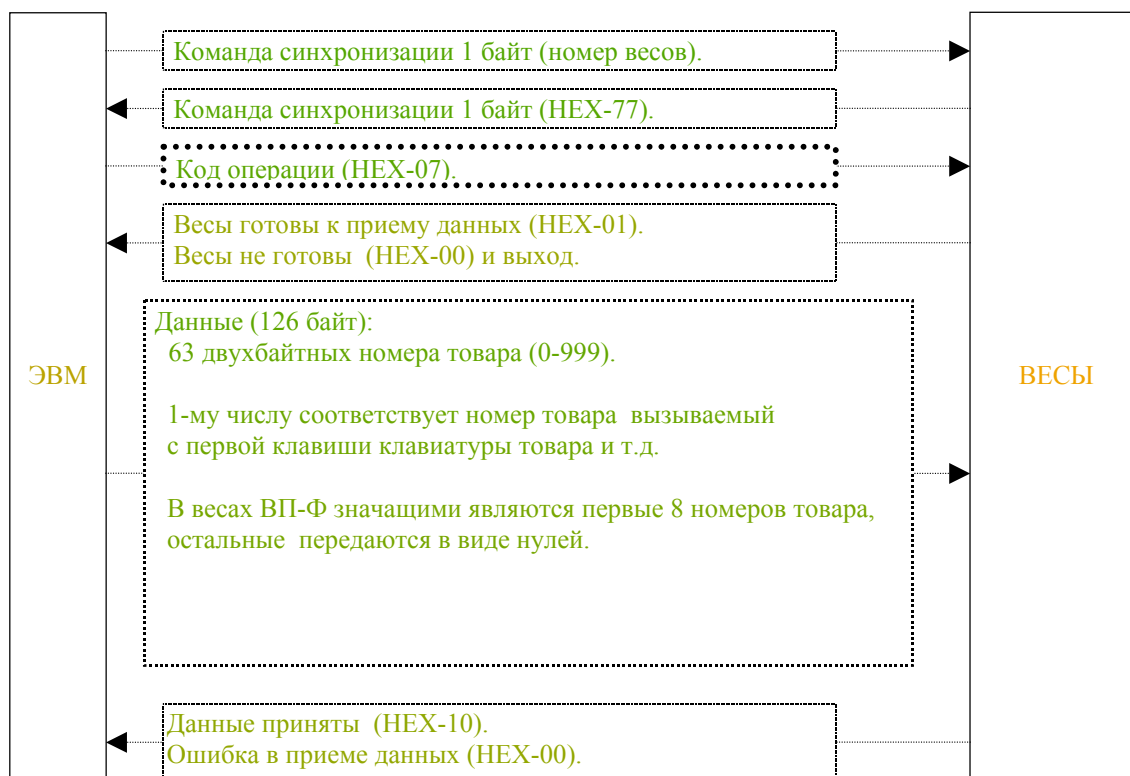 Команда синхронизации 1 байт (номер весов).
Команда синхронизации 1 байт (HEX-77).
Код операции (HEX-07).
Весы готовы к приему данных (HEX-01).
Весы не готовы (HEX-00) и выход.
Данные (126 байт):
63 двухбайтных номера товара (0-999).
ЭВМ
ВЕСЫ
1-му числу соответствует номер товара вызываемый
с первой клавиши клавиатуры товара и т.д.
В весах ВП-Ф значащими являются первые 8 номеров товара,
остальные передаются в виде нулей.
Данные приняты (HEX-10).
Ошибка в приеме данных (HEX-00).